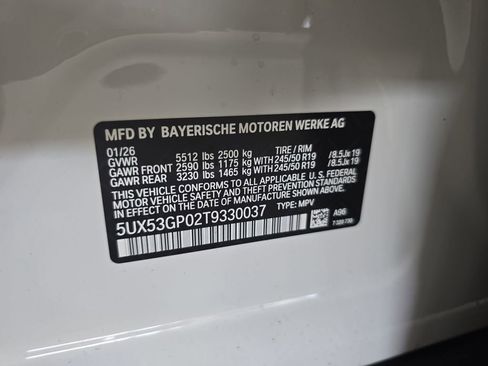 MFD BY BAYERISCHE MOTOREN WERKE AG
01/26 TIRE / RIM
GVWR 5512 lbs 2500 kg
GAWR FRONT 2590 lbs 1175 kg WITH 245/50 R19 /8.5Jx19
GAWR REAR 3230 lbs 1465 kg WITH 245/50 R19 /8.5Jx19
THIS VEHICLE CONFORMS TO ALL APPLICABLE U.S. FEDERAL
MOTOR VEHICLE SAFETY, BUMPER, AND THEFT PREVENTION
STANDARDS IN EFFECT ON THE DATE OF MANUFACTURE SHOWN ABOVE.
5UX53GP02T9330037 TYPE: MPV
A96